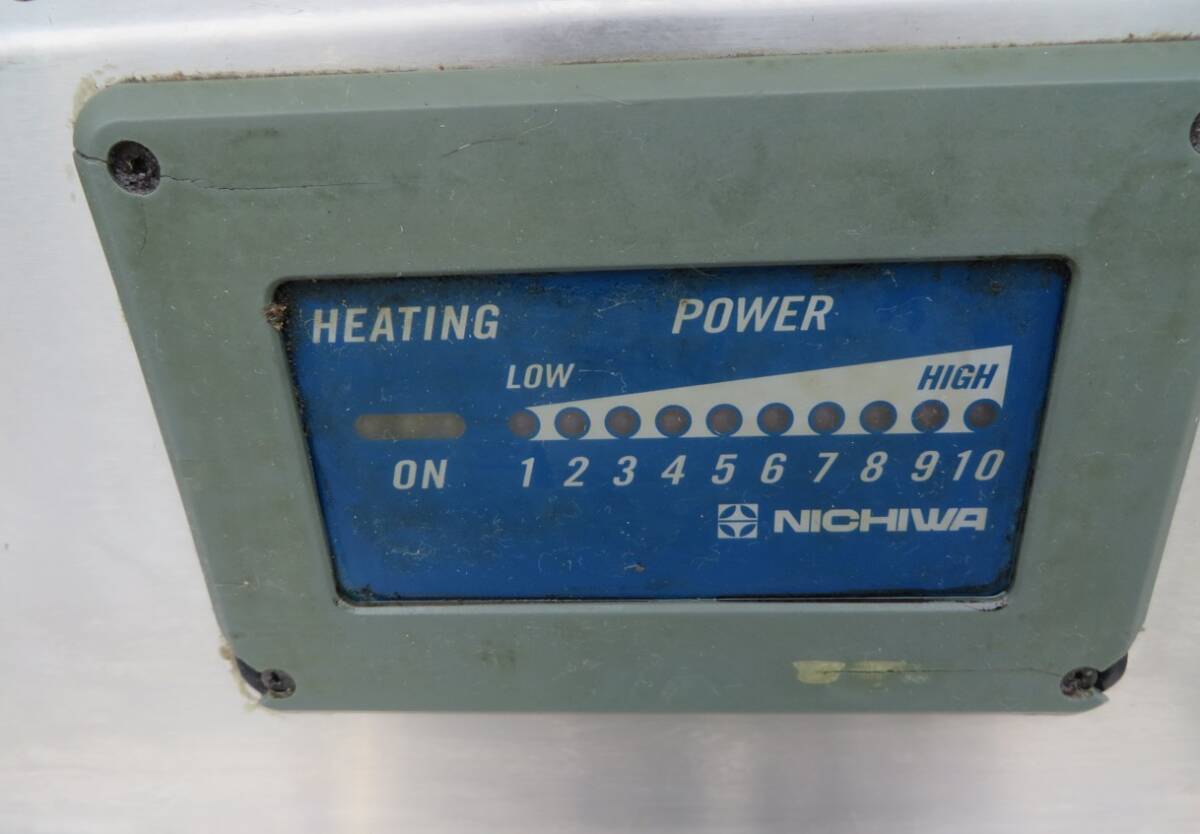 HEATING
POWER
LOW
HIGH
ON
1 2 3 4 5 6 7 8 9 10
NICHIWA